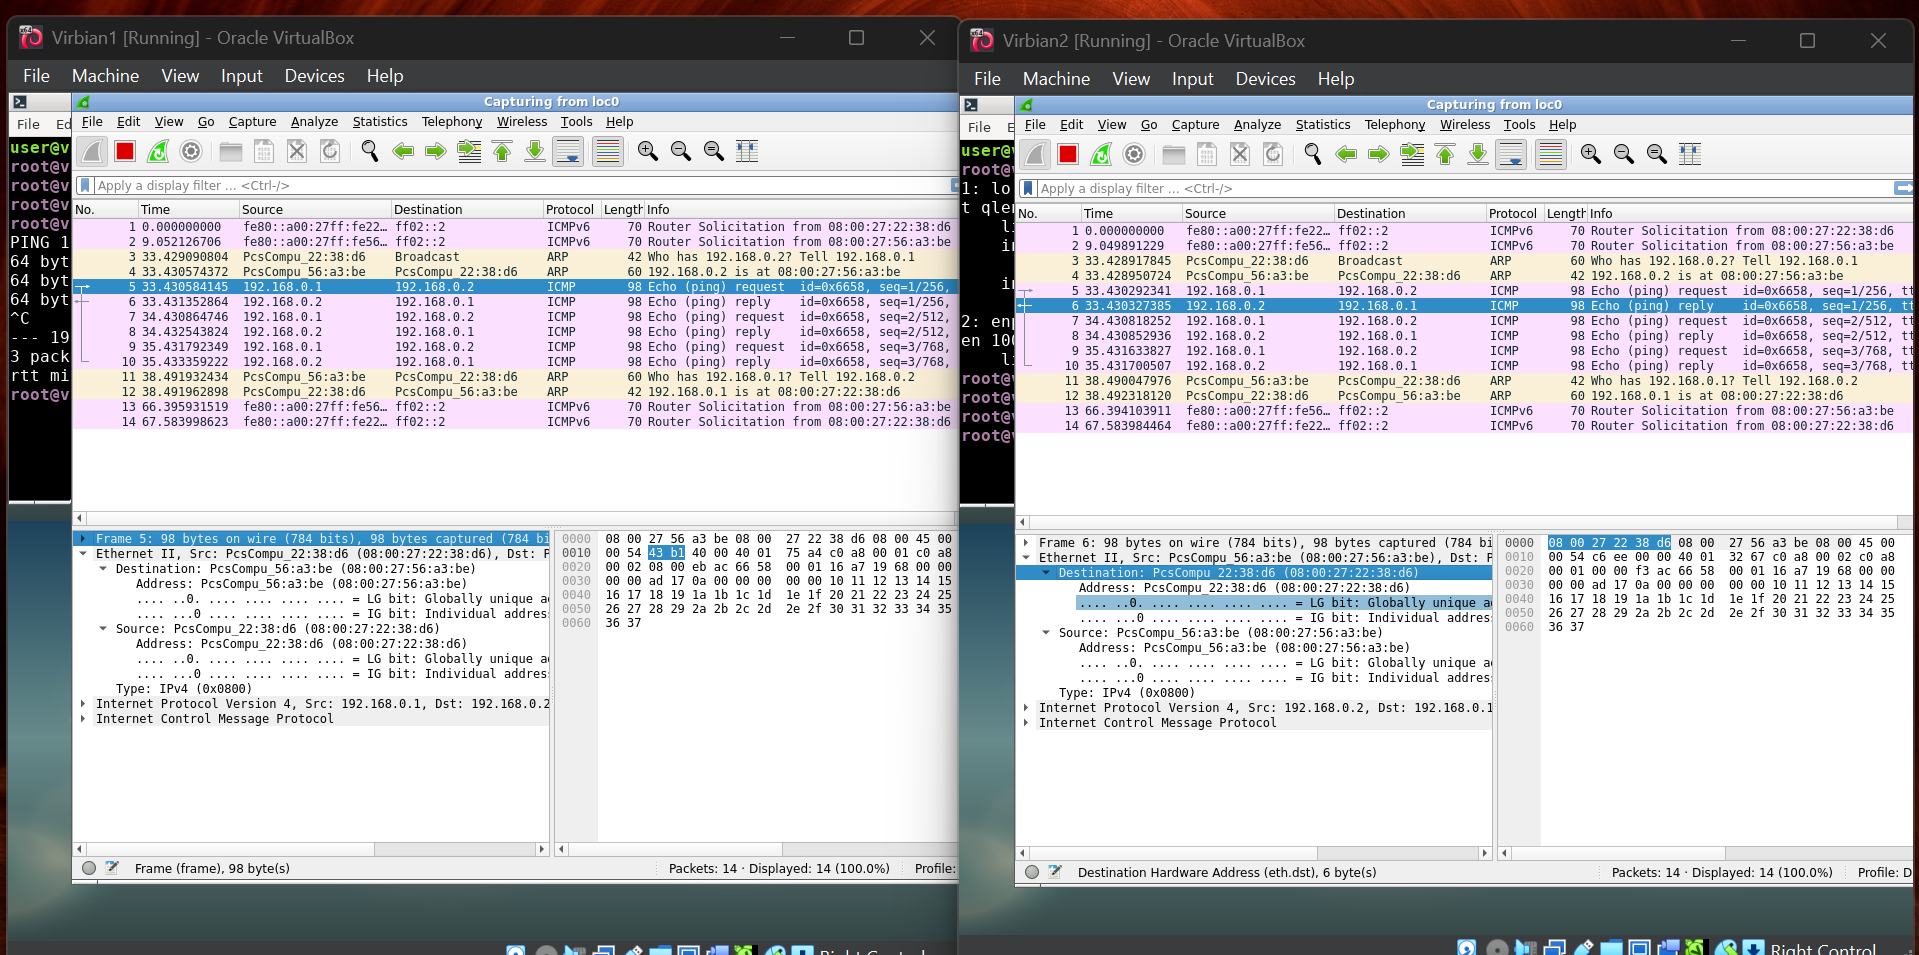 Virbian1 [Running] - Oracle VirtualBox
File Machine View Input Devices Help
Capturing from loc0
File Ed
File Edit View Go Capture Analyze Statistics Telephony Wireless Tools Help
user@v
root@v
root@v
root@v
root@v
PING 1
64 byt
64 byt
64 byt
^C
--- 19
3 pack
rtt mi
root@v
Apply a display filter ... <Ctrl-/>
No. Time Source Destination Protocol Length Info
1 0.000000000 fe80::a00:27ff:fe22... ff02::2 ICMPv6 70 Router Solicitation from 08:00:27:22:38:d6
2 9.052126706 fe80::a00:27ff:fe56... ff02::2 ICMPv6 70 Router Solicitation from 08:00:27:56:a3:be
3 33.429090804 PcsCompu_22:38:d6 Broadcast ARP 42 Who has 192.168.0.2? Tell 192.168.0.1
4 33.430574372 PcsCompu_56:a3:be PcsCompu_22:38:d6 ARP 60 192.168.0.2 is at 08:00:27:56:a3:be
5 33.430584145 192.168.0.1 192.168.0.2 ICMP 98 Echo (ping) request id=0x6658, seq=1/256,
6 33.431352864 192.168.0.2 192.168.0.1 ICMP 98 Echo (ping) reply id=0x6658, seq=1/256,
7 34.430864746 192.168.0.1 192.168.0.2 ICMP 98 Echo (ping) request id=0x6658, seq=2/512,
8 34.432543824 192.168.0.2 192.168.0.1 ICMP 98 Echo (ping) reply id=0x6658, seq=2/512,
9 35.431792349 192.168.0.1 192.168.0.2 ICMP 98 Echo (ping) request id=0x6658, seq=3/768,
10 35.433359222 192.168.0.2 192.168.0.1 ICMP 98 Echo (ping) reply id=0x6658, seq=3/768,
11 38.491932434 PcsCompu_56:a3:be PcsCompu_22:38:d6 ARP 60 Who has 192.168.0.1? Tell 192.168.0.2
12 38.491962898 PcsCompu_22:38:d6 PcsCompu_56:a3:be ARP 42 192.168.0.1 is at 08:00:27:22:38:d6
13 66.395931519 fe80::a00:27ff:fe56... ff02::2 ICMPv6 70 Router Solicitation from 08:00:27:56:a3:be
14 67.583998623 fe80::a00:27ff:fe22... ff02::2 ICMPv6 70 Router Solicitation from 08:00:27:22:38:d6
Frame 5: 98 bytes on wire (784 bits), 98 bytes captured (784 bi
Ethernet II, Src: PcsCompu_22:38:d6 (08:00:27:22:38:d6), Dst: P
Destination: PcsCompu_56:a3:be (08:00:27:56:a3:be)
Address: PcsCompu_56:a3:be (08:00:27:56:a3:be)
.... ..0. .... .... .... .... = LG bit: Globally unique a
.... ...0 .... .... .... .... = IG bit: Individual addres
Source: PcsCompu_22:38:d6 (08:00:27:22:38:d6)
Address: PcsCompu_22:38:d6 (08:00:27:22:38:d6)
.... ..0. .... .... .... .... = LG bit: Globally unique a
.... ...0 .... .... .... .... = IG bit: Individual addres
Type: IPv4 (0x0800)
Internet Protocol Version 4, Src: 192.168.0.1, Dst: 192.168.0.2
Internet Control Message Protocol
0000 08 00 27 56 a3 be 08 00 27 22 38 d6 08 00 45 00
0010 00 54 43 b1 40 00 40 01 75 a4 c0 a8 00 01 c0 a8
0020 00 02 08 00 eb ac 66 58 00 01 16 a7 19 68 00 00
0030 00 00 ad 17 0a 00 00 00 00 00 10 11 12 13 14 15
0040 16 17 18 19 1a 1b 1c 1d 1e 1f 20 21 22 23 24 25
0050 26 27 28 29 2a 2b 2c 2d 2e 2f 30 31 32 33 34 35
0060 36 37
Frame (frame), 98 byte(s)
Packets: 14 · Displayed: 14 (100.0%)
Profile:
Virbian2 [Running] - Oracle VirtualBox
File Machine View Input Devices Help
Capturing from loc0
File E
File Edit View Go Capture Analyze Statistics Telephony Wireless Tools Help
user@v
root@v
1: lo
t qlen
li
in
in
2: enp
en 100
li
root@v
root@v
root@v
root@v
Apply a display filter ... <Ctrl-/>
No. Time Source Destination Protocol Length Info
1 0.000000000 fe80::a00:27ff:fe22... ff02::2 ICMPv6 70 Router Solicitation from 08:00:27:22:38:d6
2 9.049891229 fe80::a00:27ff:fe56... ff02::2 ICMPv6 70 Router Solicitation from 08:00:27:56:a3:be
3 33.428917845 PcsCompu_22:38:d6 Broadcast ARP 60 Who has 192.168.0.2? Tell 192.168.0.1
4 33.428950724 PcsCompu_56:a3:be PcsCompu_22:38:d6 ARP 42 192.168.0.2 is at 08:00:27:56:a3:be
5 33.430292341 192.168.0.1 192.168.0.2 ICMP 98 Echo (ping) request id=0x6658, seq=1/256, tt
6 33.430327385 192.168.0.2 192.168.0.1 ICMP 98 Echo (ping) reply id=0x6658, seq=1/256, tt
7 34.430818252 192.168.0.1 192.168.0.2 ICMP 98 Echo (ping) request id=0x6658, seq=2/512, tt
8 34.430852936 192.168.0.2 192.168.0.1 ICMP 98 Echo (ping) reply id=0x6658, seq=2/512, tt
9 35.431633827 192.168.0.1 192.168.0.2 ICMP 98 Echo (ping) request id=0x6658, seq=3/768, tt
10 35.431700507 192.168.0.2 192.168.0.1 ICMP 98 Echo (ping) reply id=0x6658, seq=3/768, tt
11 38.490047976 PcsCompu_56:a3:be PcsCompu_22:38:d6 ARP 42 Who has 192.168.0.1? Tell 192.168.0.2
12 38.492318120 PcsCompu_22:38:d6 PcsCompu_56:a3:be ARP 60 192.168.0.1 is at 08:00:27:22:38:d6
13 66.394103911 fe80::a00:27ff:fe56... ff02::2 ICMPv6 70 Router Solicitation from 08:00:27:56:a3:be
14 67.583984464 fe80::a00:27ff:fe22... ff02::2 ICMPv6 70 Router Solicitation from 08:00:27:22:38:d6
Frame 6: 98 bytes on wire (784 bits), 98 bytes captured (784 bi
Ethernet II, Src: PcsCompu_56:a3:be (08:00:27:56:a3:be), Dst: P
Destination: PcsCompu_22:38:d6 (08:00:27:22:38:d6)
Address: PcsCompu_22:38:d6 (08:00:27:22:38:d6)
.... ..0. .... .... .... .... = LG bit: Globally unique a
.... ...0 .... .... .... .... = IG bit: Individual addres
Source: PcsCompu_56:a3:be (08:00:27:56:a3:be)
Address: PcsCompu_56:a3:be (08:00:27:56:a3:be)
.... ..0. .... .... .... .... = LG bit: Globally unique a
.... ...0 .... .... .... .... = IG bit: Individual addres
Type: IPv4 (0x0800)
Internet Protocol Version 4, Src: 192.168.0.2, Dst: 192.168.0.1
Internet Control Message Protocol
0000 08 00 27 22 38 d6 08 00 27 56 a3 be 08 00 45 00
0010 00 54 c6 ee 00 00 40 01 32 67 c0 a8 00 02 c0 a8
0020 00 01 00 00 f3 ac 66 58 00 01 16 a7 19 68 00 00
0030 00 00 ad 17 0a 00 00 00 00 00 10 11 12 13 14 15
0040 16 17 18 19 1a 1b 1c 1d 1e 1f 20 21 22 23 24 25
0050 26 27 28 29 2a 2b 2c 2d 2e 2f 30 31 32 33 34 35
0060 36 37
Destination Hardware Address (eth.dst), 6 byte(s)
Packets: 14 · Displayed: 14 (100.0%)
Profile: D
Right Control
Right Control